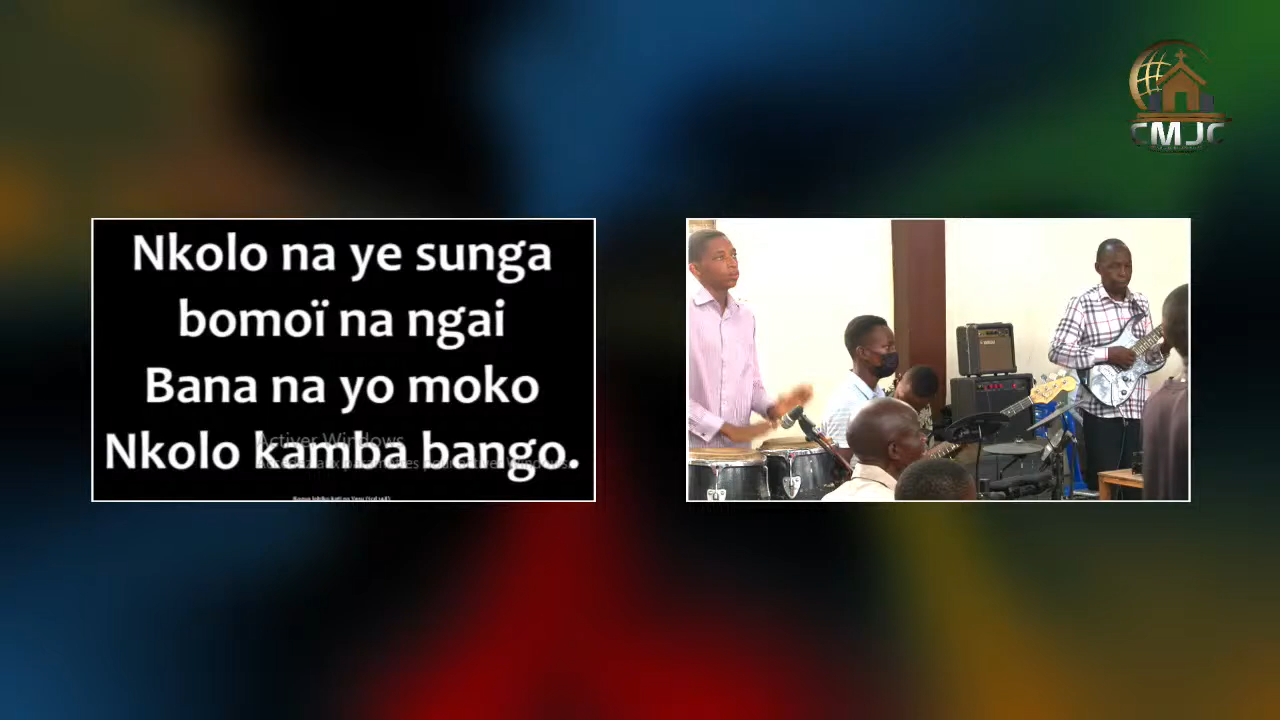 Nkolo na ye sunga
bomoï na ngai
Bana na yo moko
Nkolo kamba bango.
Activer Windows
CMJC